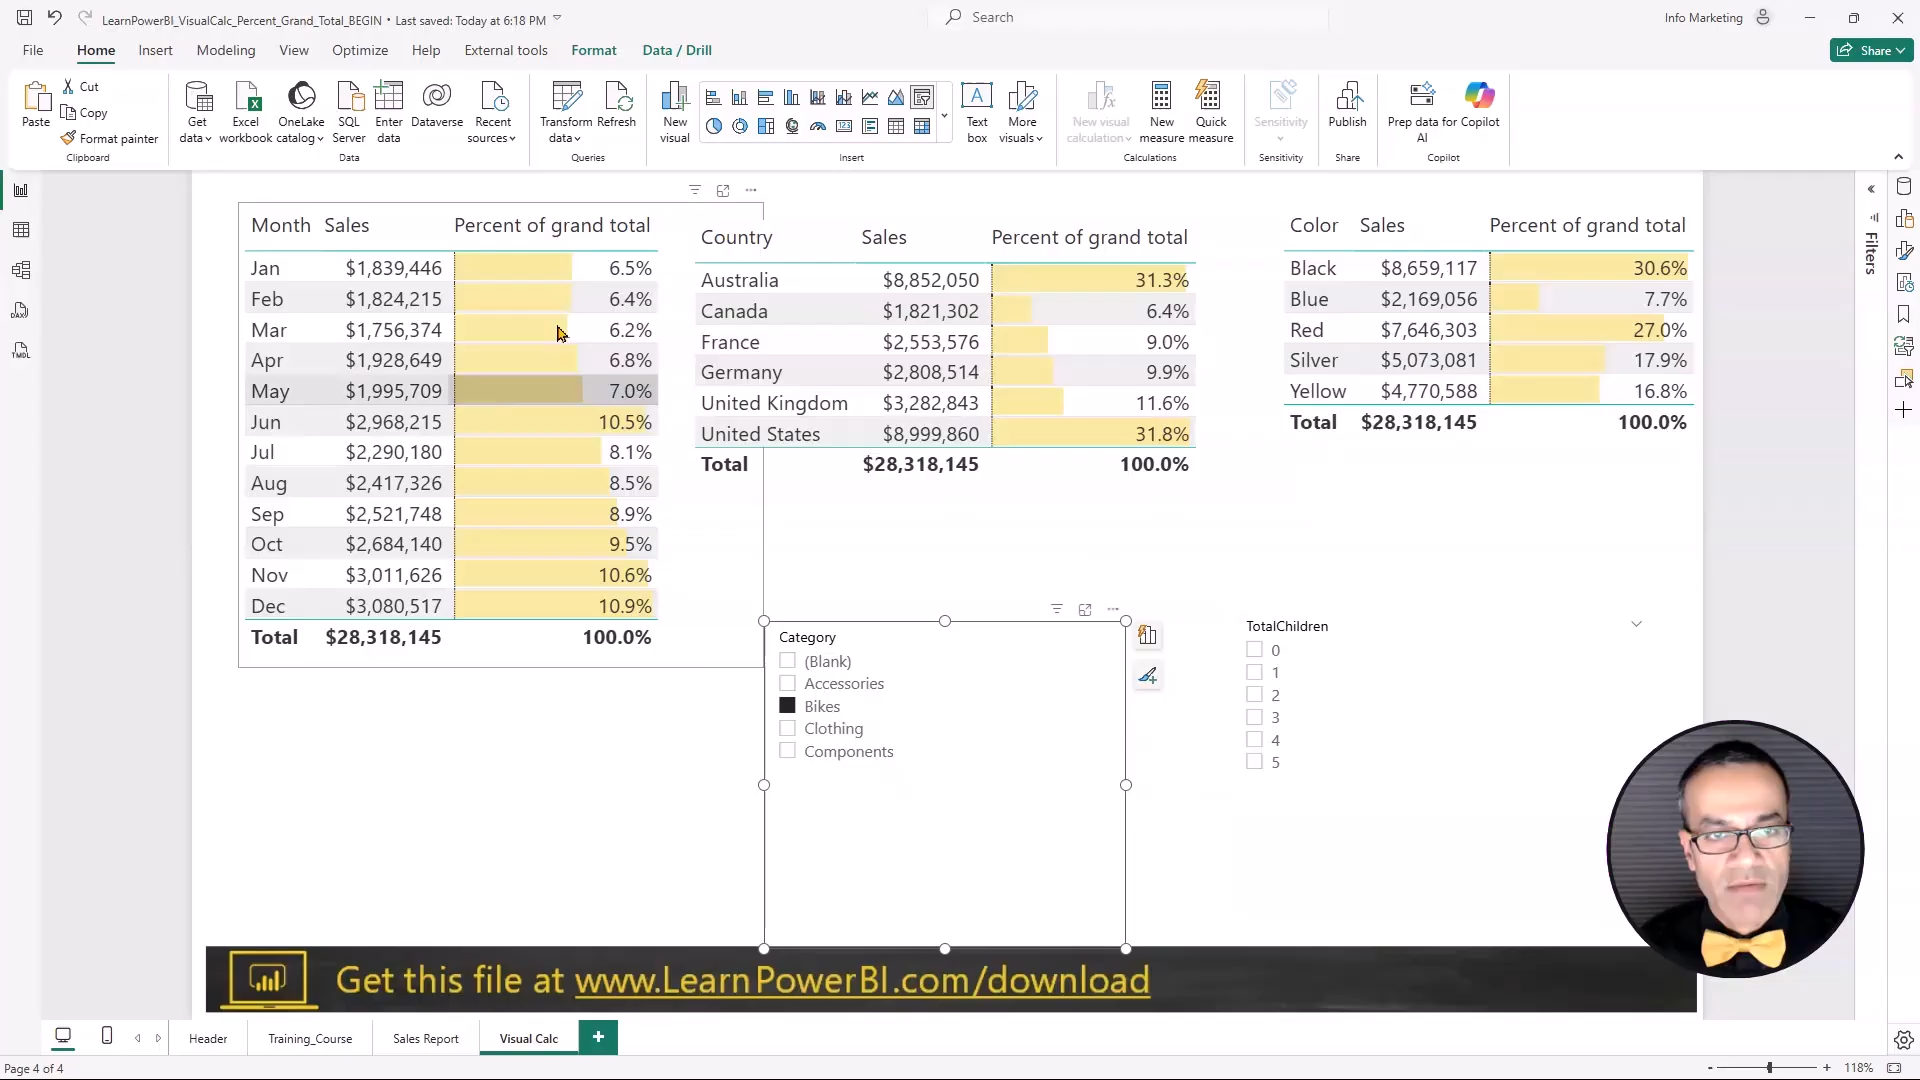 LearnPowerBI_VisualCalc_Percent_Grand_Total_BEGIN • Last saved: Today at 6:18 PM
Search
Info Marketing
File Home Insert Modeling View Optimize Help External tools Format Data / Drill
Share
Paste
Cut
Copy
Format painter
Clipboard
Get data
Excel workbook
OneLake catalog
SQL Server
Enter data
Dataverse
Recent sources
Data
Transform data
Refresh
Queries
New visual
Text box
More visuals
Insert
New visual calculation
New measure
Quick measure
Calculations
Sensitivity
Sensitivity
Publish
Share
Prep data for AI
Copilot
Copilot
DAX
TMDL
Filters
Month Sales Percent of grand total
Jan $1,839,446 6.5%
Feb $1,824,215 6.4%
Mar $1,756,374 6.2%
Apr $1,928,649 6.8%
May $1,995,709 7.0%
Jun $2,968,215 10.5%
Jul $2,290,180 8.1%
Aug $2,417,326 8.5%
Sep $2,521,748 8.9%
Oct $2,684,140 9.5%
Nov $3,011,626 10.6%
Dec $3,080,517 10.9%
Total $28,318,145 100.0%
Country Sales Percent of grand total
Australia $8,852,050 31.3%
Canada $1,821,302 6.4%
France $2,553,576 9.0%
Germany $2,808,514 9.9%
United Kingdom $3,282,843 11.6%
United States $8,999,860 31.8%
Total $28,318,145 100.0%
Color Sales Percent of grand total
Black $8,659,117 30.6%
Blue $2,169,056 7.7%
Red $7,646,303 27.0%
Silver $5,073,081 17.9%
Yellow $4,770,588 16.8%
Total $28,318,145 100.0%
Category
(Blank)
Accessories
Bikes
Clothing
Components
TotalChildren
0
1
2
3
4
5
Get this file at www.LearnPowerBI.com/download
Header Training_Course Sales Report Visual Calc +
Page 4 of 4
- + 118%